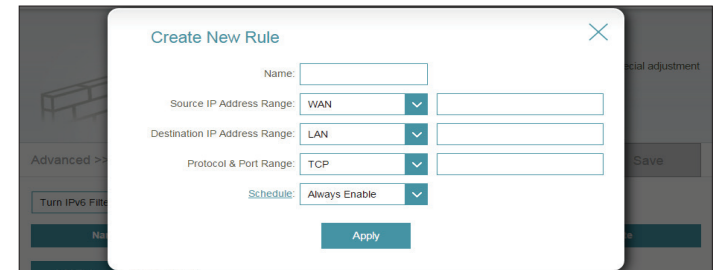 Create New Rule
Name:
ecial adjustment
Source IP Address Range: WAN
Destination IP Address Range: LAN
Advanced >>
Protocol & Port Range: TCP
Save
Schedule: Always Enable
Turn IPv6 Filte
Na
Apply